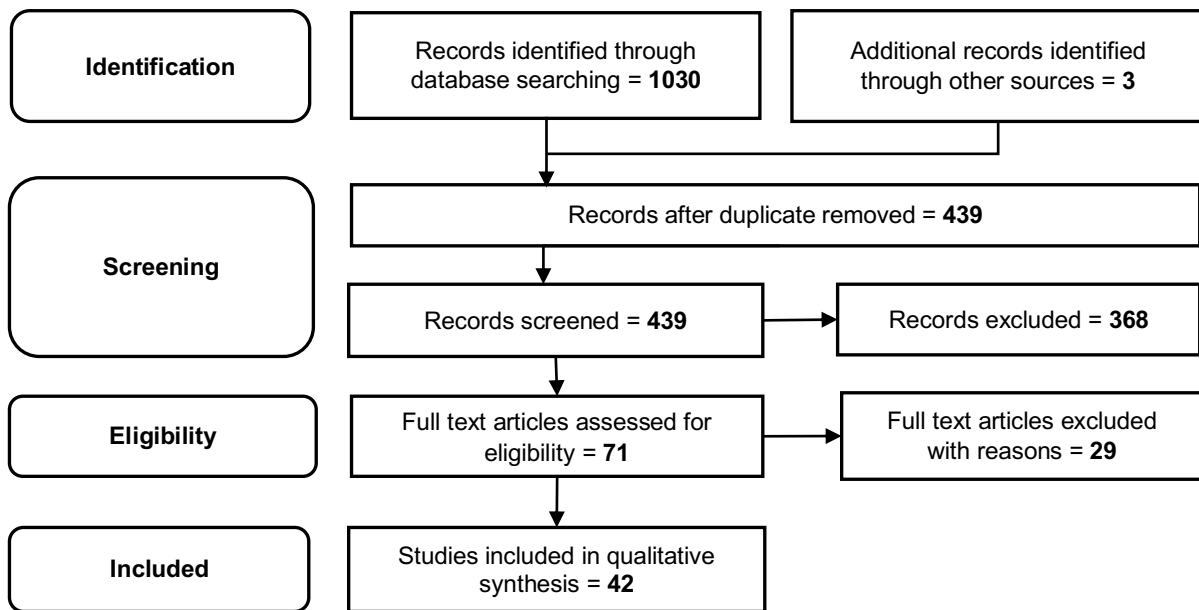 Identification
Records identified through
database searching = 1030
Additional records identified
through other sources = 3
Screening
Records after duplicate removed = 439
Records screened = 439
Records excluded = 368
Eligibility
Full text articles assessed for
eligibility = 71
Full text articles excluded
with reasons = 29
Included
Studies included in qualitative
synthesis = 42